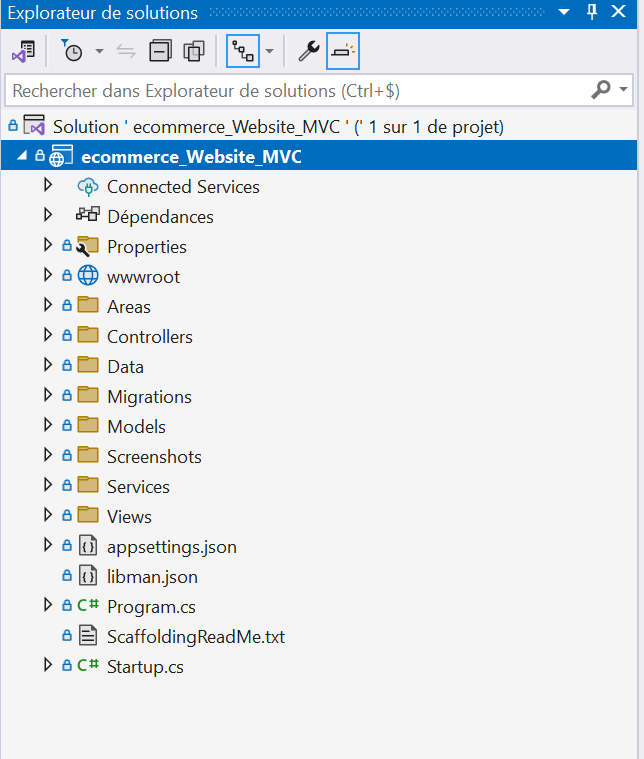 Explorateur de solutions
Rechercher dans Explorateur de solutions (Ctrl+$)
Solution ' ecommerce_Website_MVC ' (' 1 sur 1 de projet)
ecommerce_Website_MVC
Connected Services
Dépendances
Properties
wwwroot
Areas
Controllers
Data
Migrations
Models
Screenshots
Services
Views
appsettings.json
libman.json
C# Program.cs
ScaffoldingReadMe.txt
C# Startup.cs